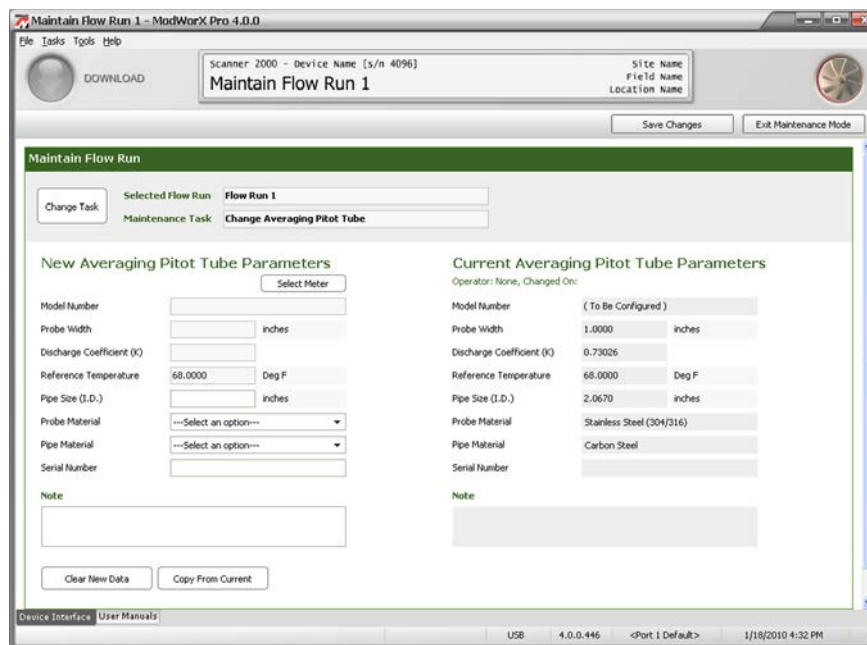 Maintain Flow Run 1 - ModWorX Pro 4.0.0
File Tasks Tools Help
DOWNLOAD
Scanner 2000 - Device Name [s/n 4096]
Maintain Flow Run 1
Site Name
Field Name
Location Name
Save Changes
Exit Maintenance Mode
Maintain Flow Run
Change Task
Selected Flow Run Flow Run 1
Maintenance Task Change Averaging Pitot Tube
New Averaging Pitot Tube Parameters
Select Meter
Model Number
Probe Width inches
Discharge Coefficient (K)
Reference Temperature 68.0000 Deg F
Pipe Size (I.D.) inches
Probe Material ---Select an option---
Pipe Material ---Select an option---
Serial Number
Note
Clear New Data Copy From Current
Current Averaging Pitot Tube Parameters
Operator: None, Changed On:
Model Number ( To Be Configured )
Probe Width 1.0000 inches
Discharge Coefficient (K) 0.73026
Reference Temperature 68.0000 Deg F
Pipe Size (I.D.) 2.0670 inches
Probe Material Stainless Steel (304/316)
Pipe Material Carbon Steel
Serial Number
Note
Device Interface User Manuals
USB 4.0.0.446 <Port 1 Default> 1/18/2010 4:32 PM